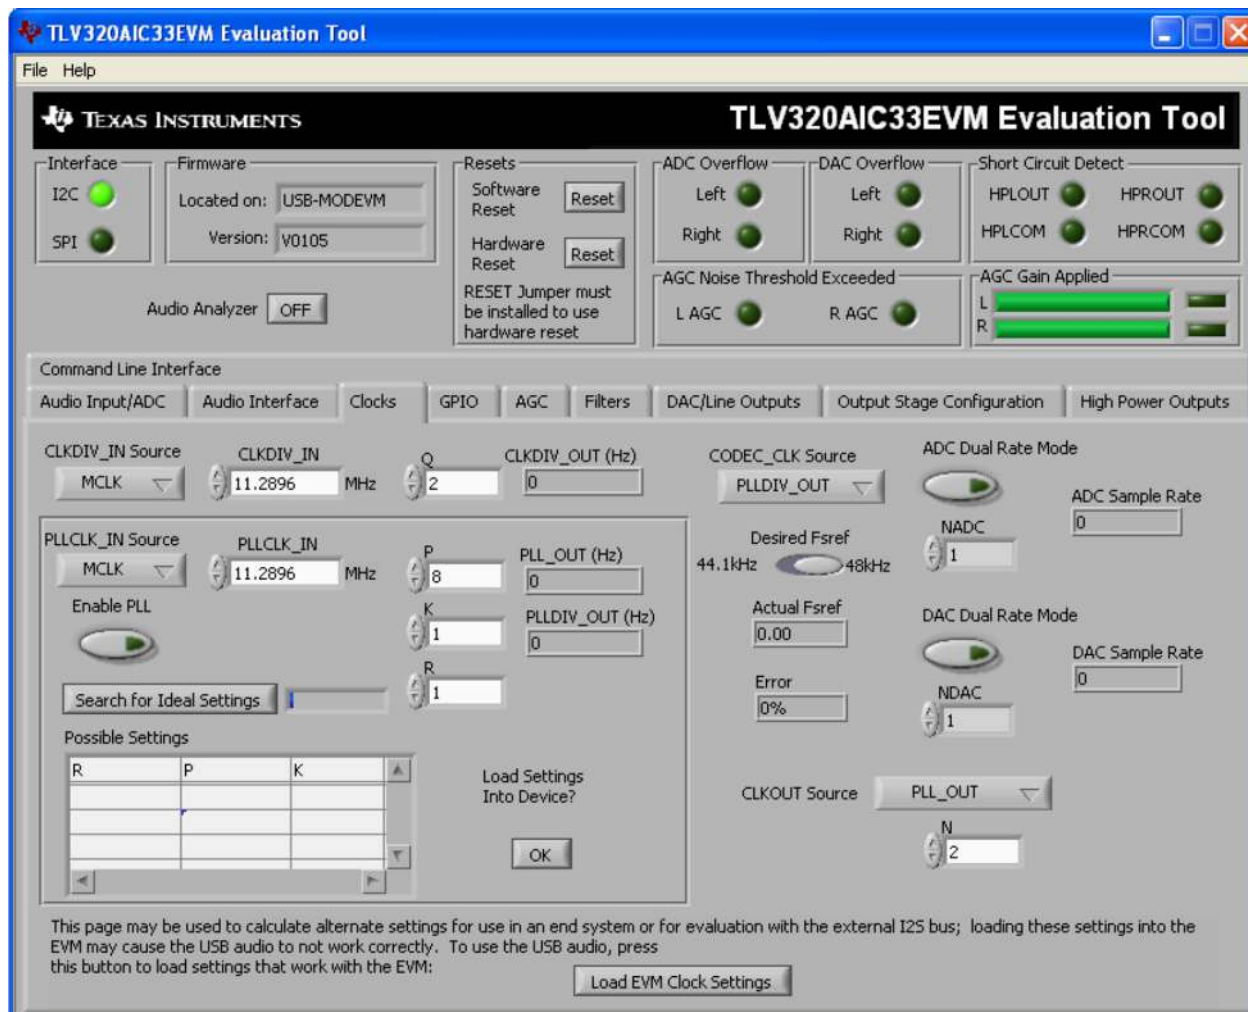 TLV320AIC33EVM Evaluation Tool
File Help
TEXAS INSTRUMENTS
TLV320AIC33EVM Evaluation Tool
Interface
I2C
SPI
Firmware
Located on: USB-MODEVM
Version: V0105
Audio Analyzer OFF
Resets
Software
Reset
Reset
Hardware
Reset
Reset
RESET Jumper must
be installed to use
hardware reset
ADC Overflow
Left
Right
DAC Overflow
Left
Right
Short Circuit Detect
HPLOUT HPROUT
HPLCOM HPRCOM
AGC Noise Threshold Exceeded
L AGC R AGC
AGC Gain Applied
L
R
Command Line Interface
Audio Input/ADC Audio Interface Clocks GPIO AGC Filters DAC/Line Outputs Output Stage Configuration High Power Outputs
CLKDIV_IN Source
MCLK
CLKDIV_IN
11.2896 MHz
Q
2
CLKDIV_OUT (Hz)
0
PLLCLK_IN Source
MCLK
PLLCLK_IN
11.2896 MHz
P
8
PLL_OUT (Hz)
0
Enable PLL
K
1
PLLDIV_OUT (Hz)
0
R
1
Search for Ideal Settings
Possible Settings
R P K
Load Settings
Into Device?
OK
CODEC_CLK Source
PLLDIV_OUT
Desired Fsref
44.1kHz 48kHz
Actual Fsref
0.00
Error
0%
ADC Dual Rate Mode
NADC
1
ADC Sample Rate
0
DAC Dual Rate Mode
NDAC
1
DAC Sample Rate
0
CLKOUT Source PLL_OUT
N
2
This page may be used to calculate alternate settings for use in an end system or for evaluation with the external I2S bus; loading these settings into the
EVM may cause the USB audio to not work correctly. To use the USB audio, press
this button to load settings that work with the EVM:
Load EVM Clock Settings